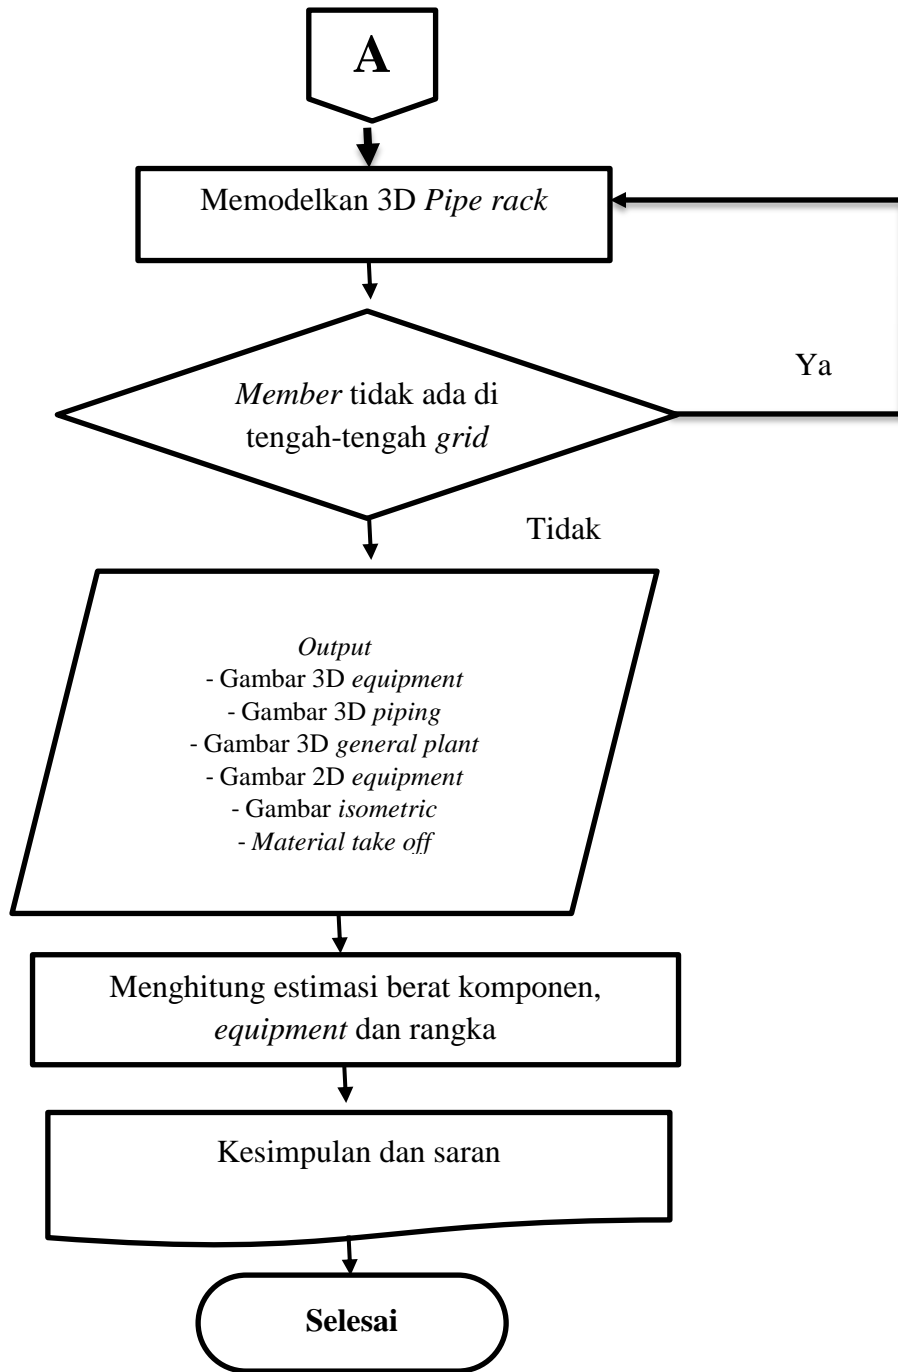 A
Memodelkan 3D Pipe rack
Ya
Member tidak ada di
tengah-tengah grid
Tidak
Output
- Gambar 3D equipment
- Gambar 3D piping
- Gambar 3D general plant
- Gambar 2D equipment
- Gambar isometric
- Material take off
Menghitung estimasi berat komponen,
equipment dan rangka
Kesimpulan dan saran
Selesai